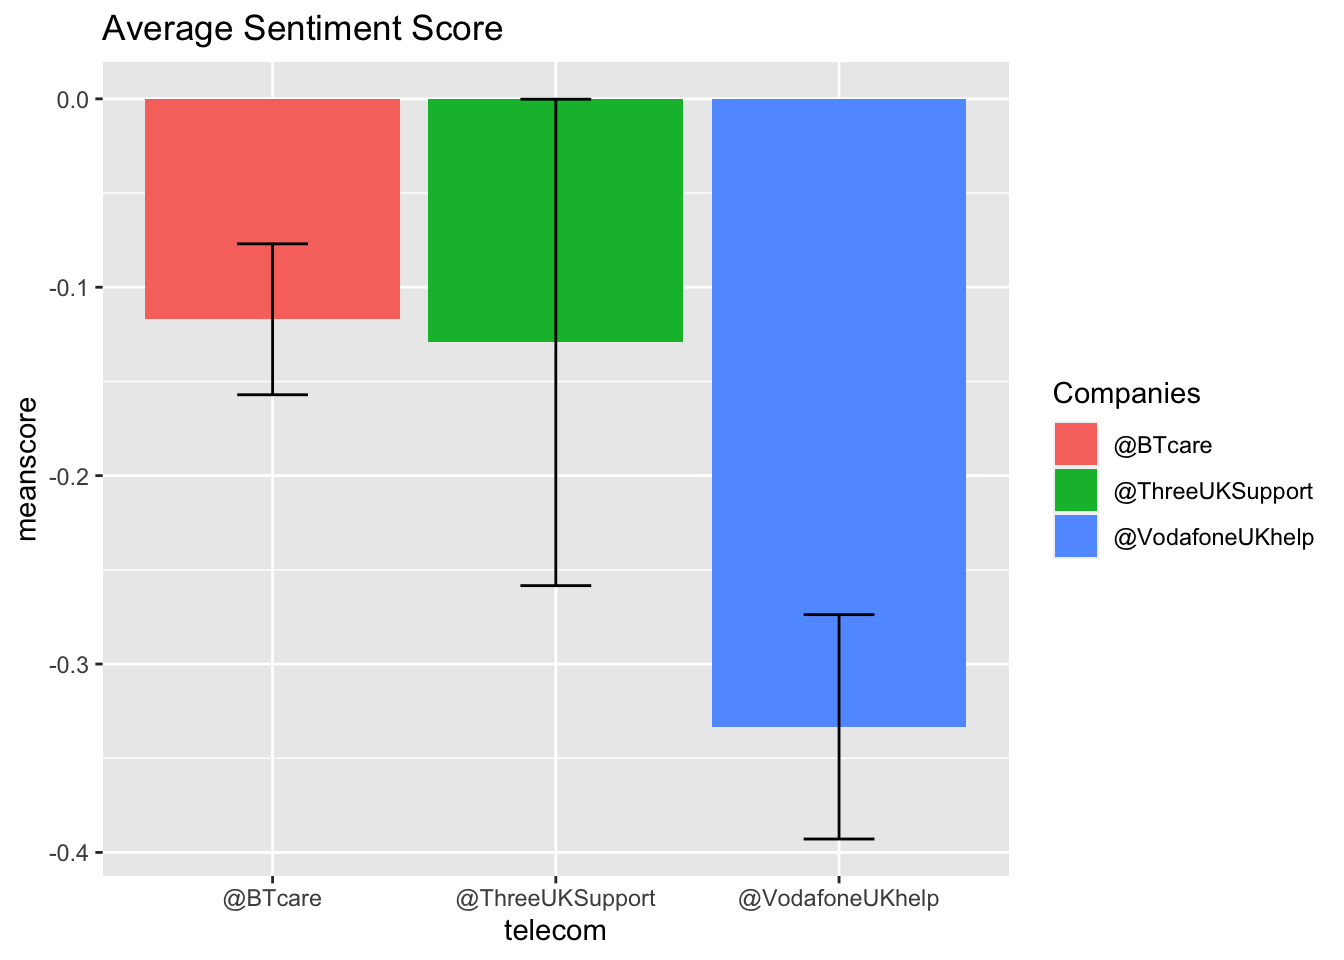 Average Sentiment Score
0.0
-0.1
-0.2
-0.3
-0.4
meanscore
@BTcare
@ThreeUKSupport
@VodafoneUKhelp
telecom
Companies
@BTcare
@ThreeUKSupport
@VodafoneUKhelp